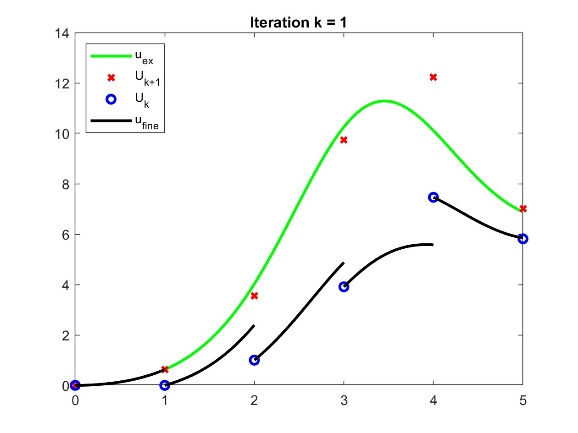 Iteration k = 1
14
12
10
8
6
4
2
0
u_ex
U_k+1
U_k
u_fine
0 1 2 3 4 5